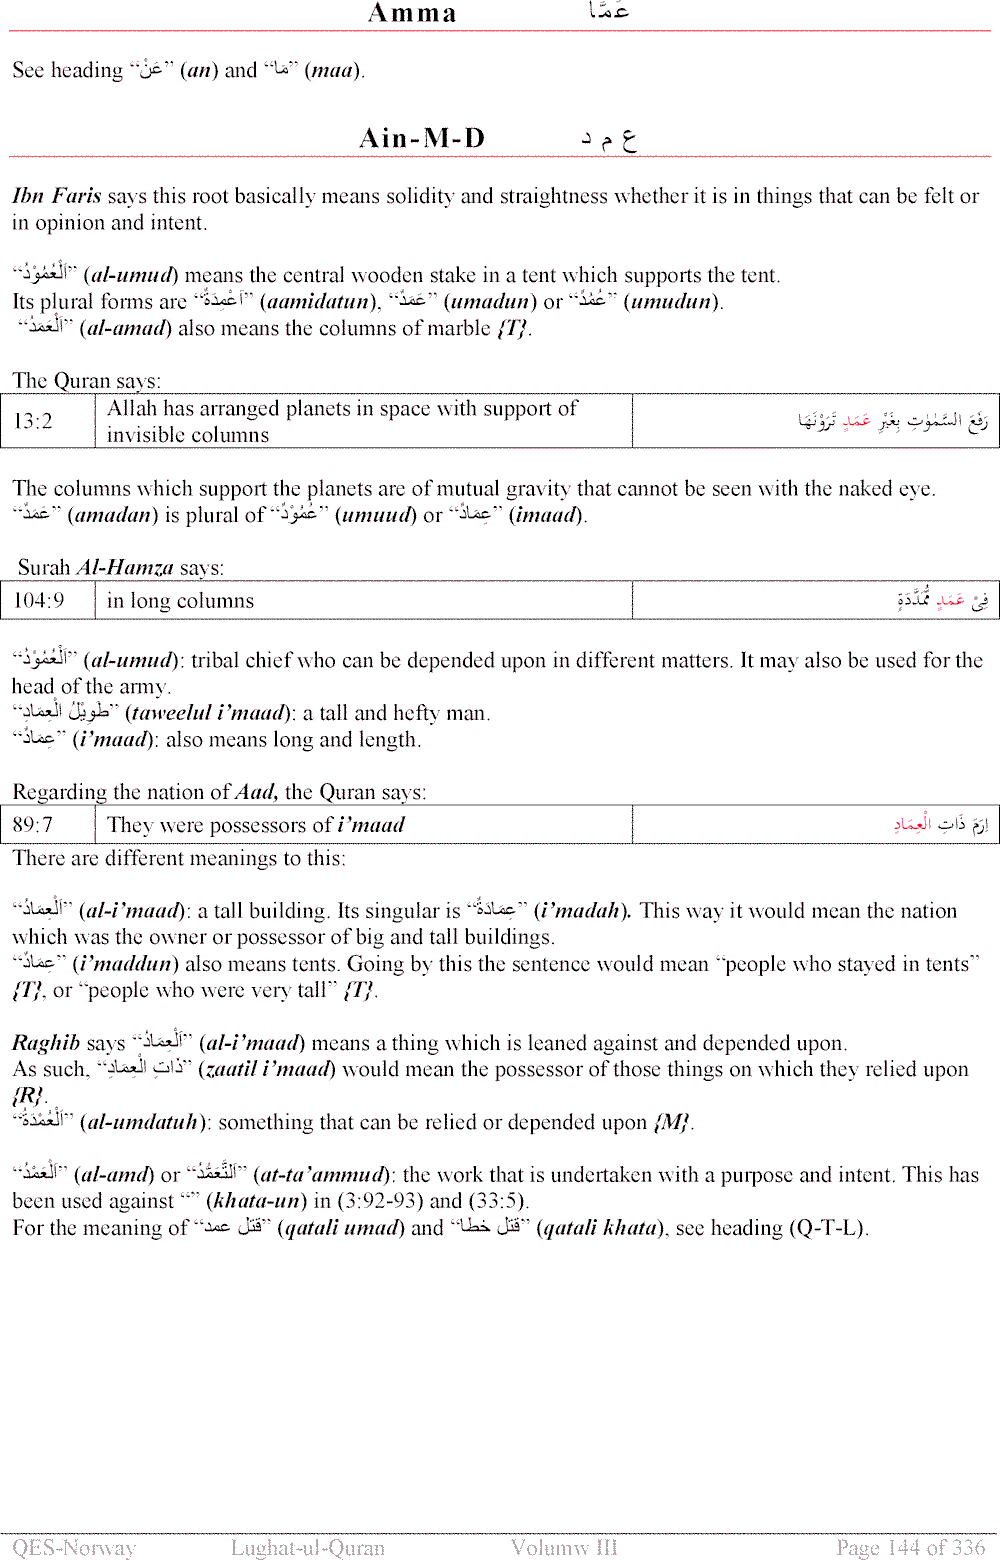 Amma عَمَّا
See heading “عَنْ” (an) and “مَا” (maa).
Ain-M-D ع م د
Ibn Faris says this root basically means solidity and straightness whether it is in things that can be felt or
in opinion and intent.
“اَلْعُمُوْدُ” (al-umud) means the central wooden stake in a tent which supports the tent.
Its plural forms are “اَعْمِدَةٌ” (aamidatun), “عَمَدٌ” (umadun) or “عُمُدٌ” (umudun).
“اَلْعَمَدُ” (al-amad) also means the columns of marble {T}.
The Quran says:
13:2 Allah has arranged planets in space with support of رَفَعَ السَّمٰوٰتِ بِغَيْرِ عَمَدٍ تَرَوْنَهَا
invisible columns
The columns which support the planets are of mutual gravity that cannot be seen with the naked eye.
“عَمَدٌ” (amadan) is plural of “عُمُوْدٌ” (umuud) or “عِمَادٌ” (imaad).
Surah Al-Hamza says:
104:9 in long columns فِىْ عَمَدٍ مُّمَدَّدَةٍ
“اَلْعُمُوْدُ” (al-umud): tribal chief who can be depended upon in different matters. It may also be used for the
head of the army.
“طَوِيْلُ الْعِمَادِ” (taweelul i’maad): a tall and hefty man.
“عِمَادٌ” (i’maad): also means long and length.
Regarding the nation of Aad, the Quran says:
89:7 They were possessors of i’maad اِرَمَ ذَاتِ الْعِمَادِ
There are different meanings to this:
“اَلْعِمَادُ” (al-i’maad): a tall building. Its singular is “عِمَادَةٌ” (i’madah). This way it would mean the nation
which was the owner or possessor of big and tall buildings.
“عِمَادٌ” (i’maddun) also means tents. Going by this the sentence would mean “people who stayed in tents”
{T}, or “people who were very tall” {T}.
Raghib says “اَلْعِمَادُ” (al-i’maad) means a thing which is leaned against and depended upon.
As such, “ذَاتِ الْعِمَادِ” (zaatil i’maad) would mean the possessor of those things on which they relied upon
{R}.
“اَلْعُمْدَةُ” (al-umdatuh): something that can be relied or depended upon {M}.
“اَلْعَمْدُ” (al-amd) or “اَلتَّعَمُّدُ” (at-ta’ammud): the work that is undertaken with a purpose and intent. This has
been used against “” (khata-un) in (3:92-93) and (33:5).
For the meaning of “قتل عمد” (qatali umad) and “قتل خطا” (qatali khata), see heading (Q-T-L).
QES-Norway Lughat-ul-Quran Volumw III Page 144 of 336